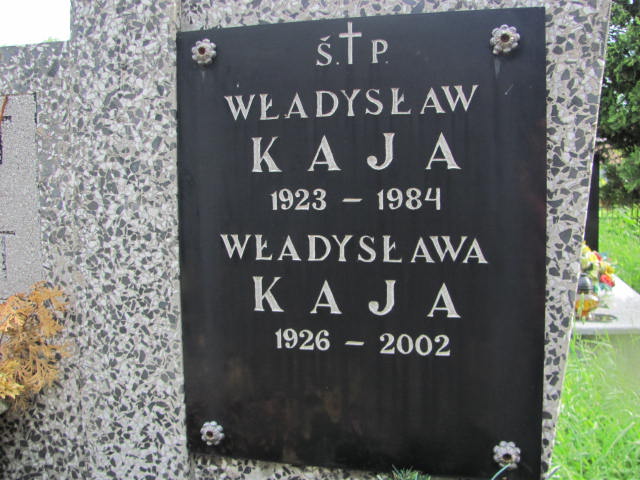 Ś.†P.
WŁADYSŁAW
KAJA
1923 – 1984
WŁADYSŁAWA
KAJA
1926 – 2002